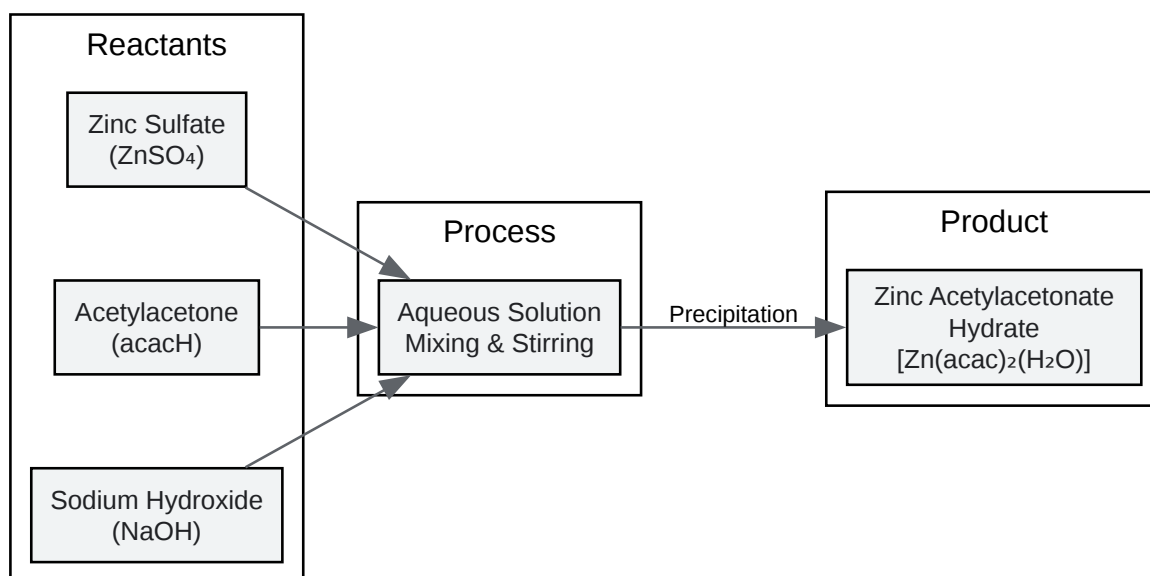 Reactants
Zinc Sulfate
(ZnSO₄)
Acetylacetone
(acacH)
Sodium Hydroxide
(NaOH)
Process
Aqueous Solution
Mixing & Stirring
Precipitation
Product
Zinc Acetylacetonate
Hydrate
[Zn(acac)₂(H₂O)]